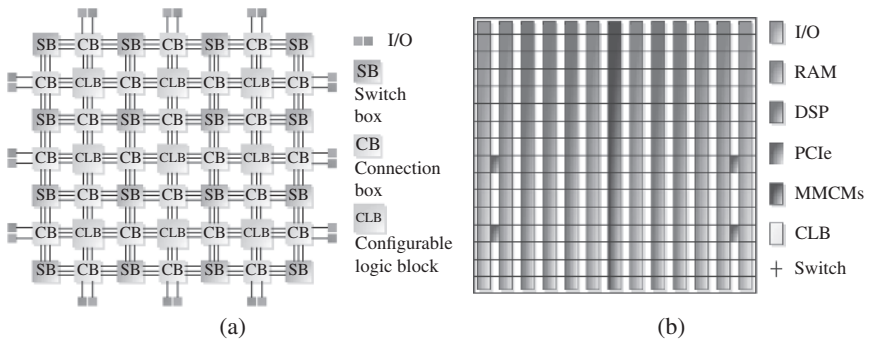 SB CB SB CB SB CB SB
CB CLB CB CLB CB CLB CB
SB CB SB CB SB CB SB
CB CLB CB CLB CB CLB CB
SB CB SB CB SB CB SB
CB CLB CB CLB CB CLB CB
SB CB SB CB SB CB SB
I/O
SB
Switch
box
CB
Connection
box
CLB
Configurable
logic block
(a)
I/O
RAM
DSP
PCIe
MMCMs
CLB
Switch
(b)